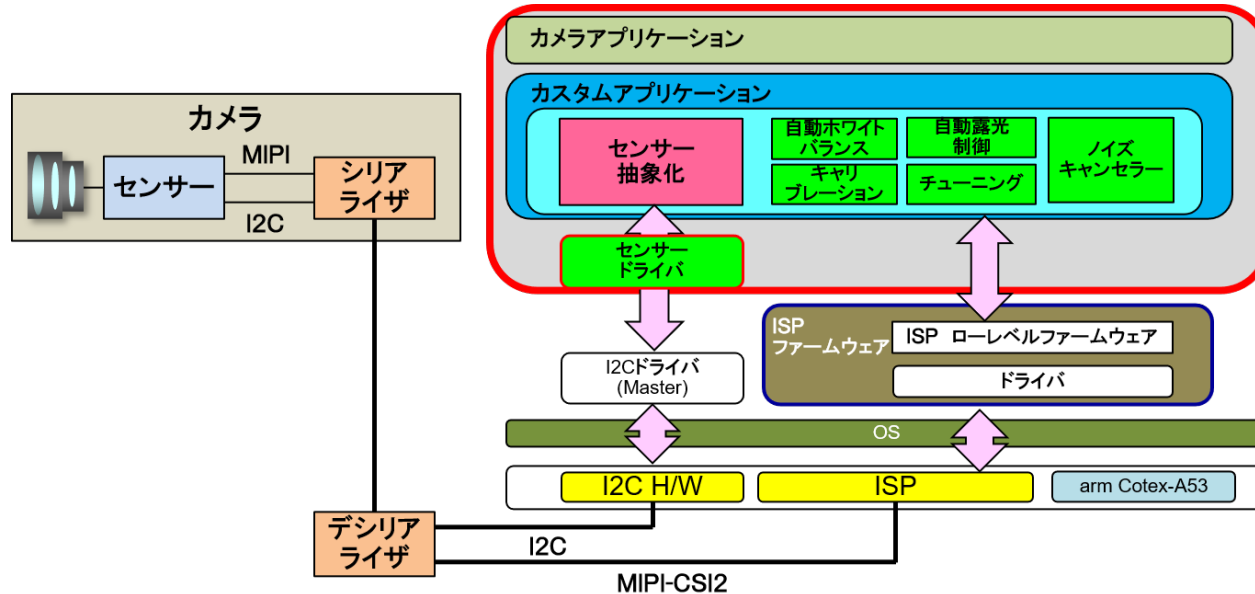 カメラアプリケーション
カスタムアプリケーション
センサー
抽象化
自動ホワイト
バランス
自動露光
制御
ノイズ
キャンセラー
キャリ
ブレーション
チューニング
カメラ
MIPI
センサー
シリア
ライザ
I2C
センサー
ドライバ
ISP
ファームウェア
ISP ローレベルファームウェア
ドライバ
I2Cドライバ
(Master)
OS
I2C H/W
ISP
arm Cotex-A53
デシリア
ライザ
I2C
MIPI-CSI2